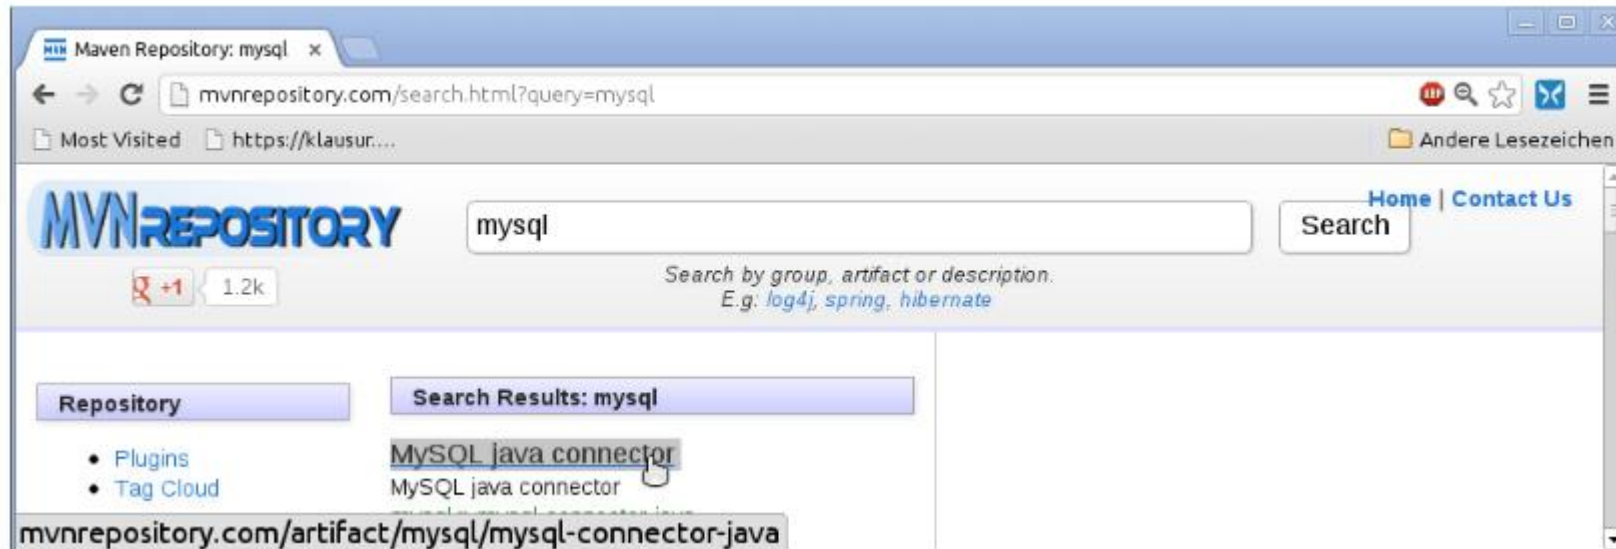 Maven Repository: mysql
mvnrepository.com/search.html?query=mysql
Most Visited https://klausur.... Andere Lesezeichen
MVNREPOSITORY
mysql
Search
Home | Contact Us
+1 1.2k
Search by group, artifact or description.
E.g: log4j, spring, hibernate
Repository
Plugins
Tag Cloud
Search Results: mysql
MySQL java connector
MySQL java connector
mvnrepository.com/artifact/mysql/mysql-connector-java